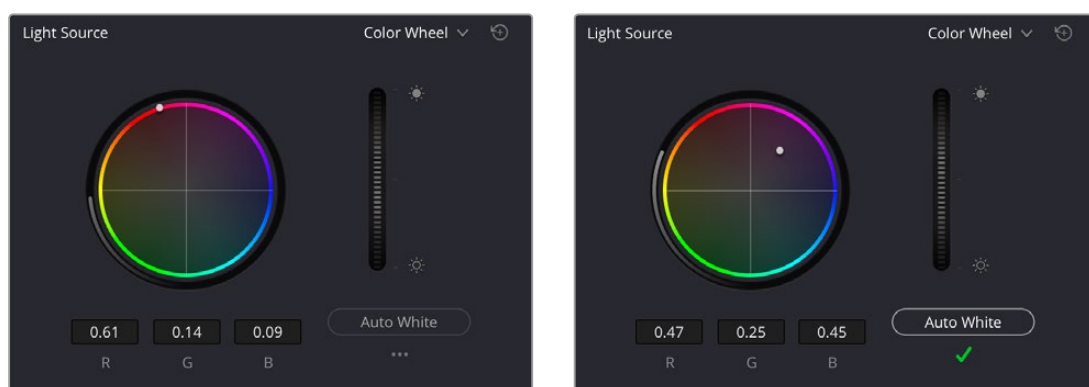 Light Source Color Wheel
0.61 0.14 0.09 Auto White
R G B
Light Source Color Wheel
0.47 0.25 0.45 Auto White
R G B